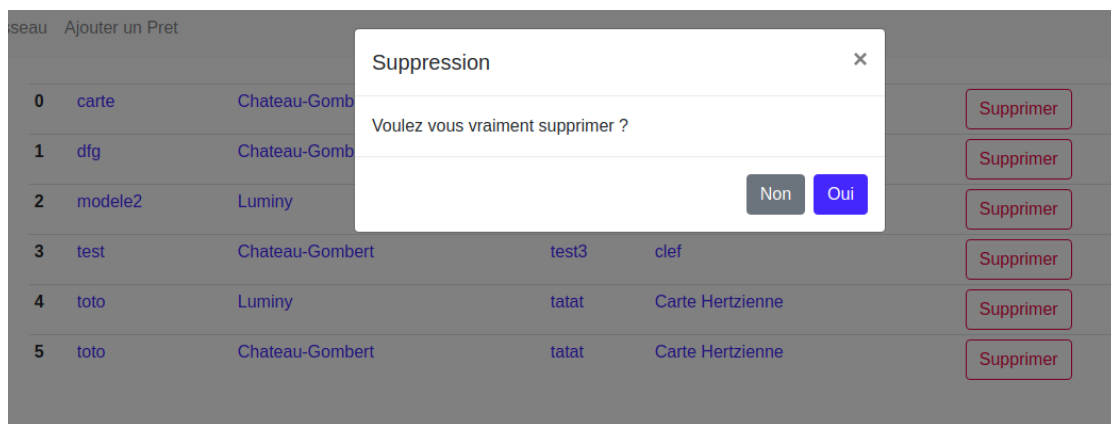 sseau Ajouter un Pret
Suppression ×
Voulez vous vraiment supprimer ?
Non Oui
0 carte Chateau-Gomb Supprimer
1 dfg Chateau-Gomb Supprimer
2 modele2 Luminy Supprimer
3 test Chateau-Gombert test3 clef Supprimer
4 toto Luminy tatat Carte Hertzienne Supprimer
5 toto Chateau-Gombert tatat Carte Hertzienne Supprimer